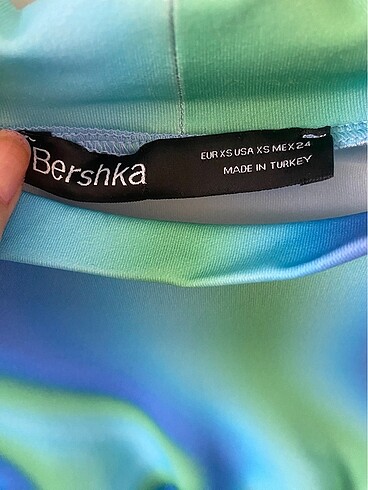 Bershka
EUR XS USA XS MEX 24
MADE IN TURKEY